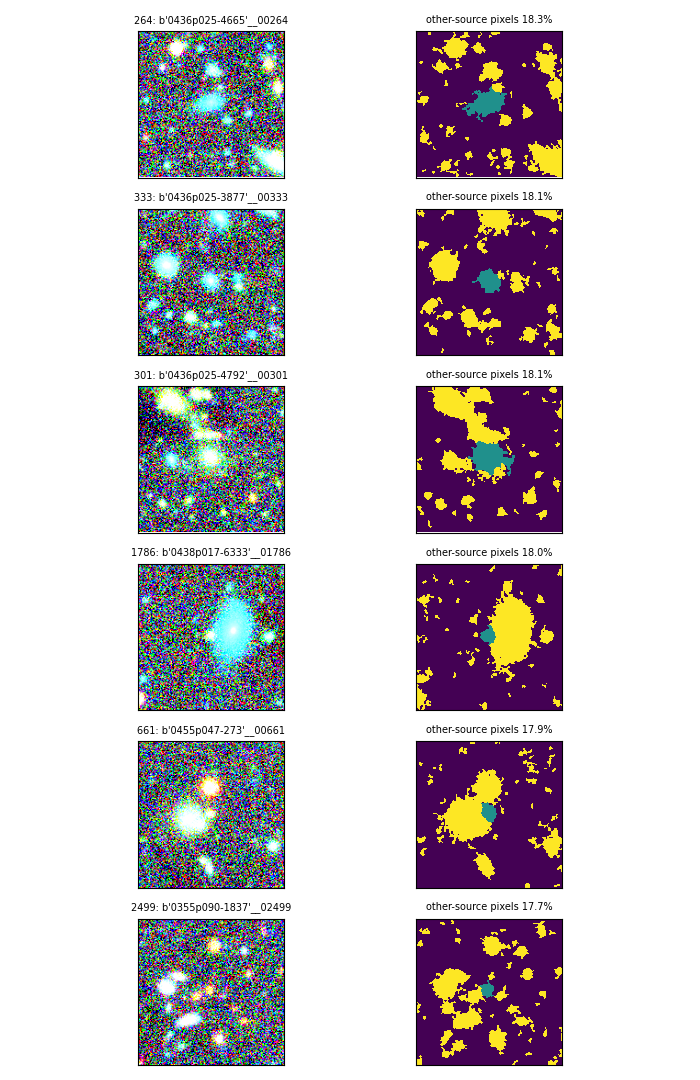 264: b'0436p025-4665'__00264
other-source pixels 18.3%
333: b'0436p025-3877'__00333
other-source pixels 18.1%
301: b'0436p025-4792'__00301
other-source pixels 18.1%
1786: b'0438p017-6333'__01786
other-source pixels 18.0%
661: b'0455p047-273'__00661
other-source pixels 17.9%
2499: b'0355p090-1837'__02499
other-source pixels 17.7%